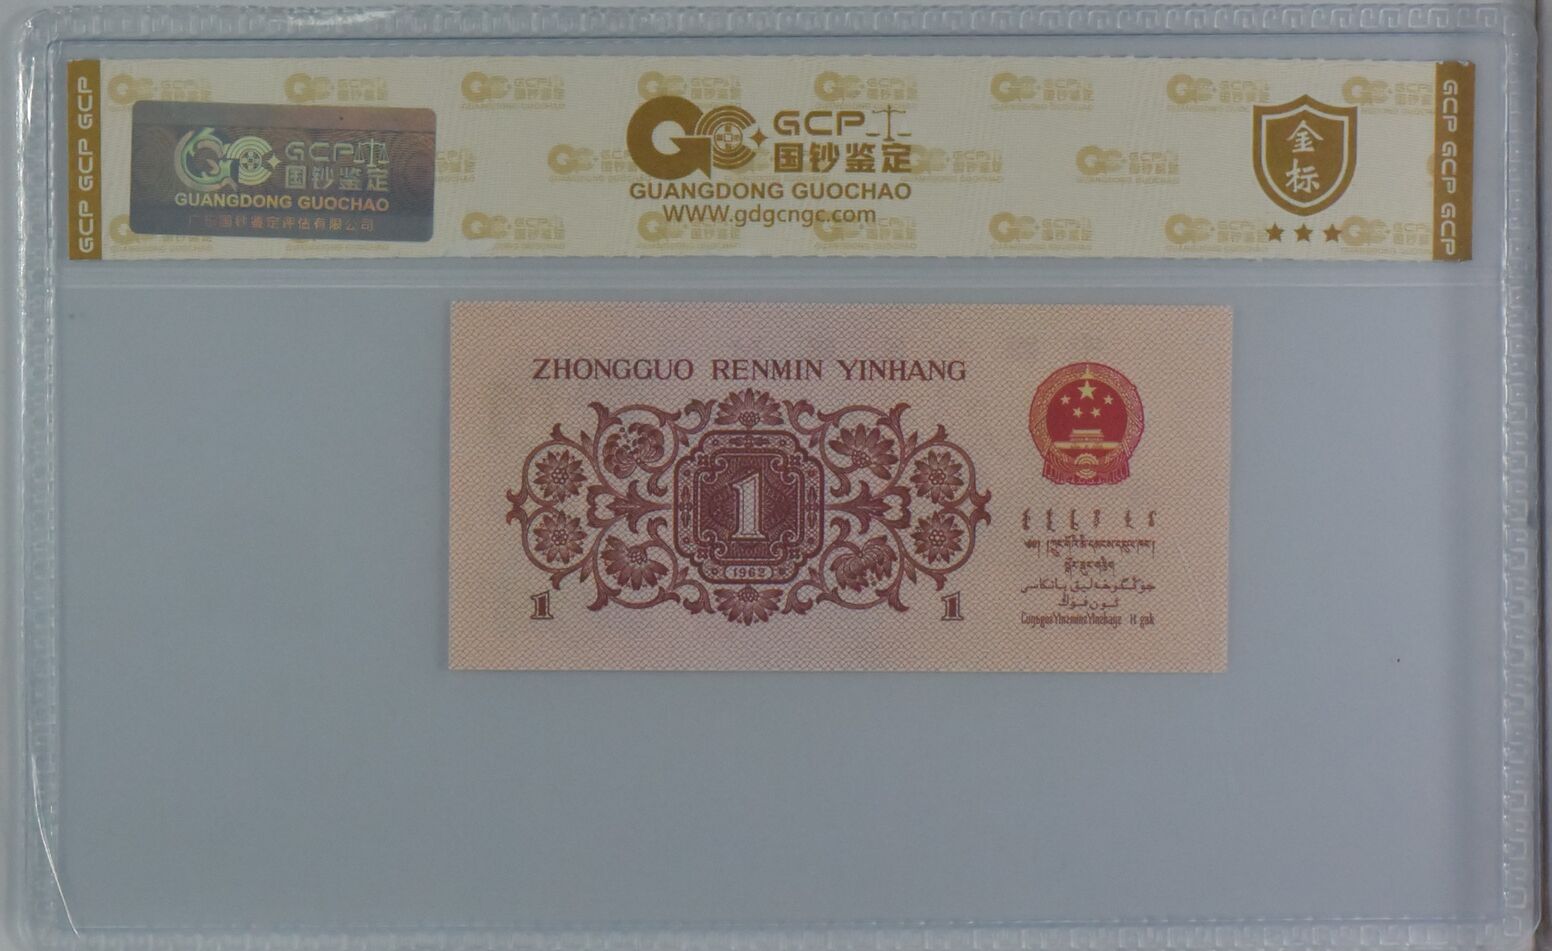 GCP GCP GCP
GCP
国钞鉴定
GUANGDONG GUOCHAO
广东国钞鉴定评估有限公司
GCP
国钞鉴定
GUANGDONG GUOCHAO
WWW.gdgcngc.com
金标
GCP GCP GCP
ZHONGGUO RENMIN YINHANG
1
(1962)
1
1
جۇڭگوخەلىق بانكاسى